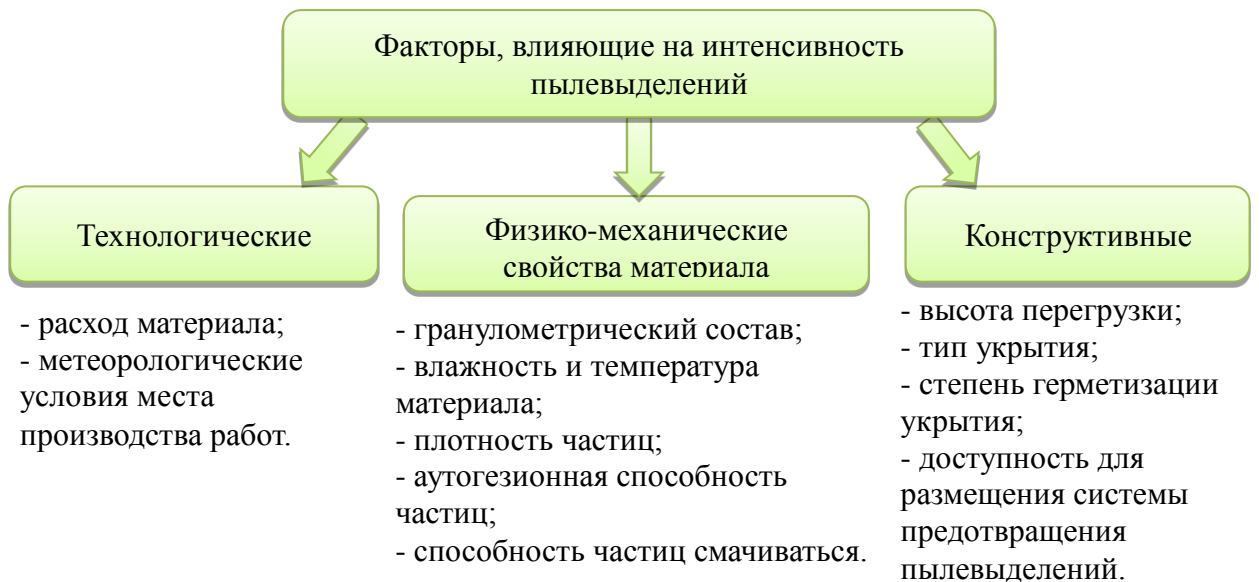 Факторы, влияющие на интенсивность
пылевыделений
Технологические
- расход материала;
- метеорологические
условия места
производства работ.
Физико-механические
свойства материала
- гранулометрический состав;
- влажность и температура
материала;
- плотность частиц;
- аутогезионная способность
частиц;
- способность частиц смачиваться.
Конструктивные
- высота перегрузки;
- тип укрытия;
- степень герметизации
укрытия;
- доступность для
размещения системы
предотвращения
пылевыделений.